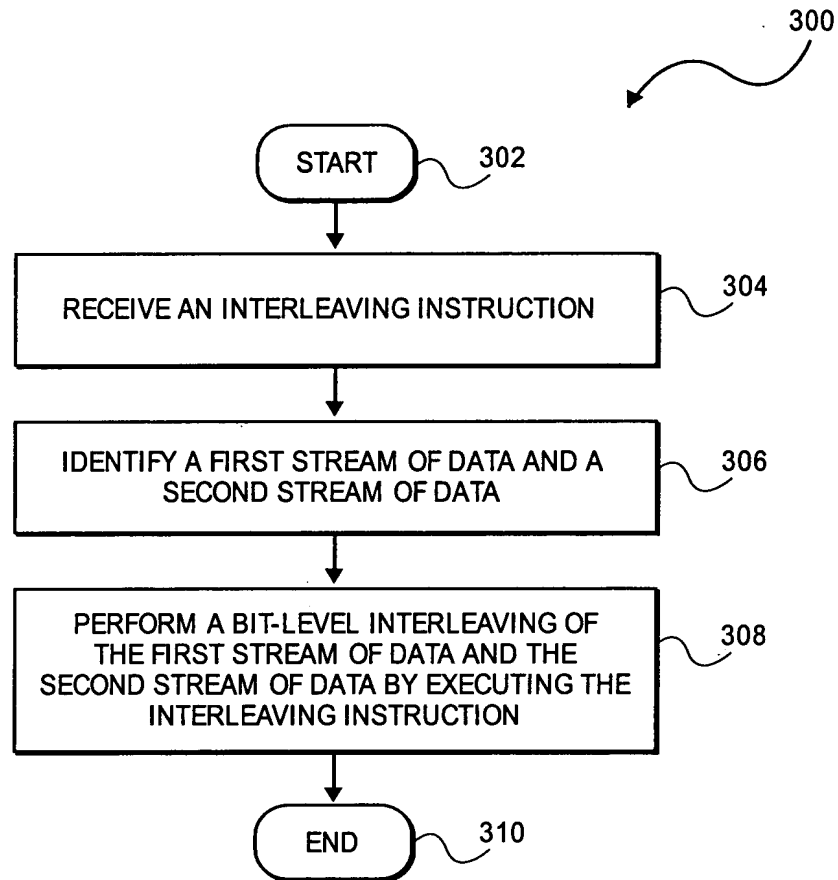 300
START
302
RECEIVE AN INTERLEAVING INSTRUCTION
304
IDENTIFY A FIRST STREAM OF DATA AND A
SECOND STREAM OF DATA
306
PERFORM A BIT-LEVEL INTERLEAVING OF
THE FIRST STREAM OF DATA AND THE
SECOND STREAM OF DATA BY EXECUTING THE
INTERLEAVING INSTRUCTION
308
END
310